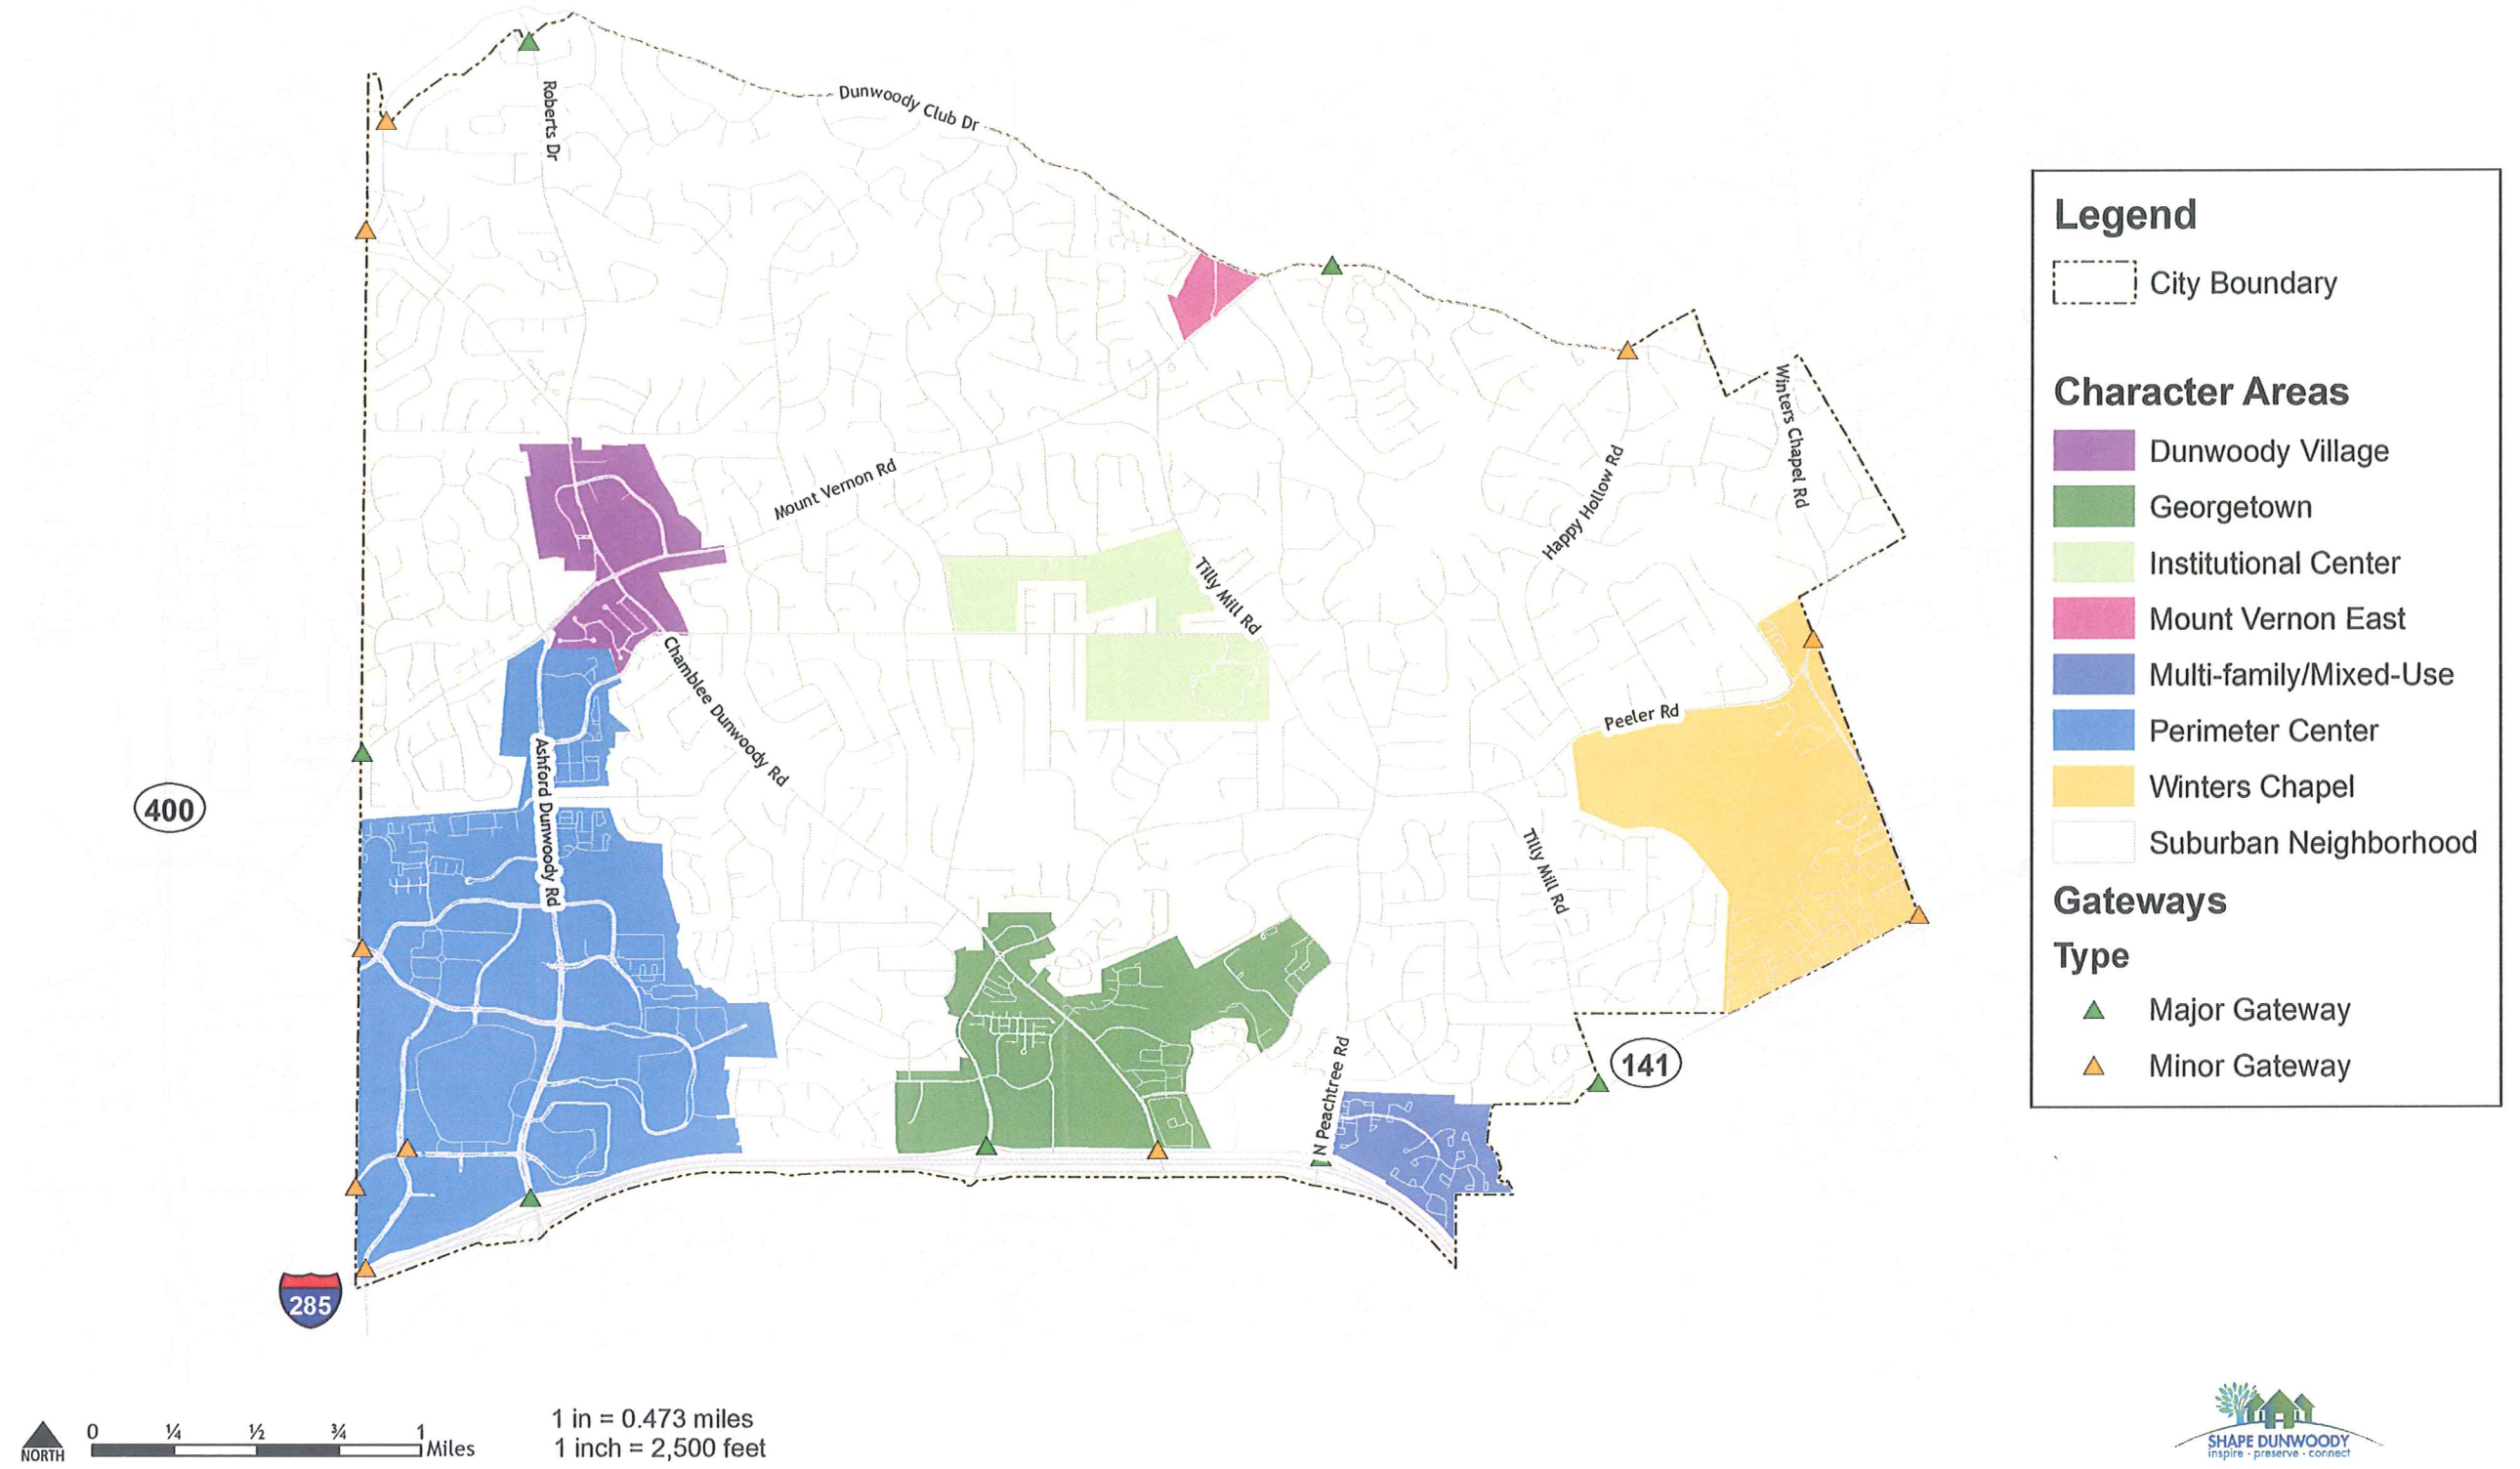 Roberts Dr
Dunwoody Club Dr
Mount Vernon Rd
Happy Hollow Rd
Winters Chapel Rd
Tilly Mill Rd
Chamblee Dunwoody Rd
Peeler Rd
Ashford Dunwoody Rd
400
Tilly Mill Rd
N Peachtree Rd
141
285
Legend
City Boundary
Character Areas
Dunwoody Village
Georgetown
Institutional Center
Mount Vernon East
Multi-family/Mixed-Use
Perimeter Center
Winters Chapel
Suburban Neighborhood
Gateways
Type
Major Gateway
Minor Gateway
NORTH
0 ¼ ½ ¾ 1
Miles
1 in = 0.473 miles
1 inch = 2,500 feet
SHAPE DUNWOODY
inspire - preserve - connect